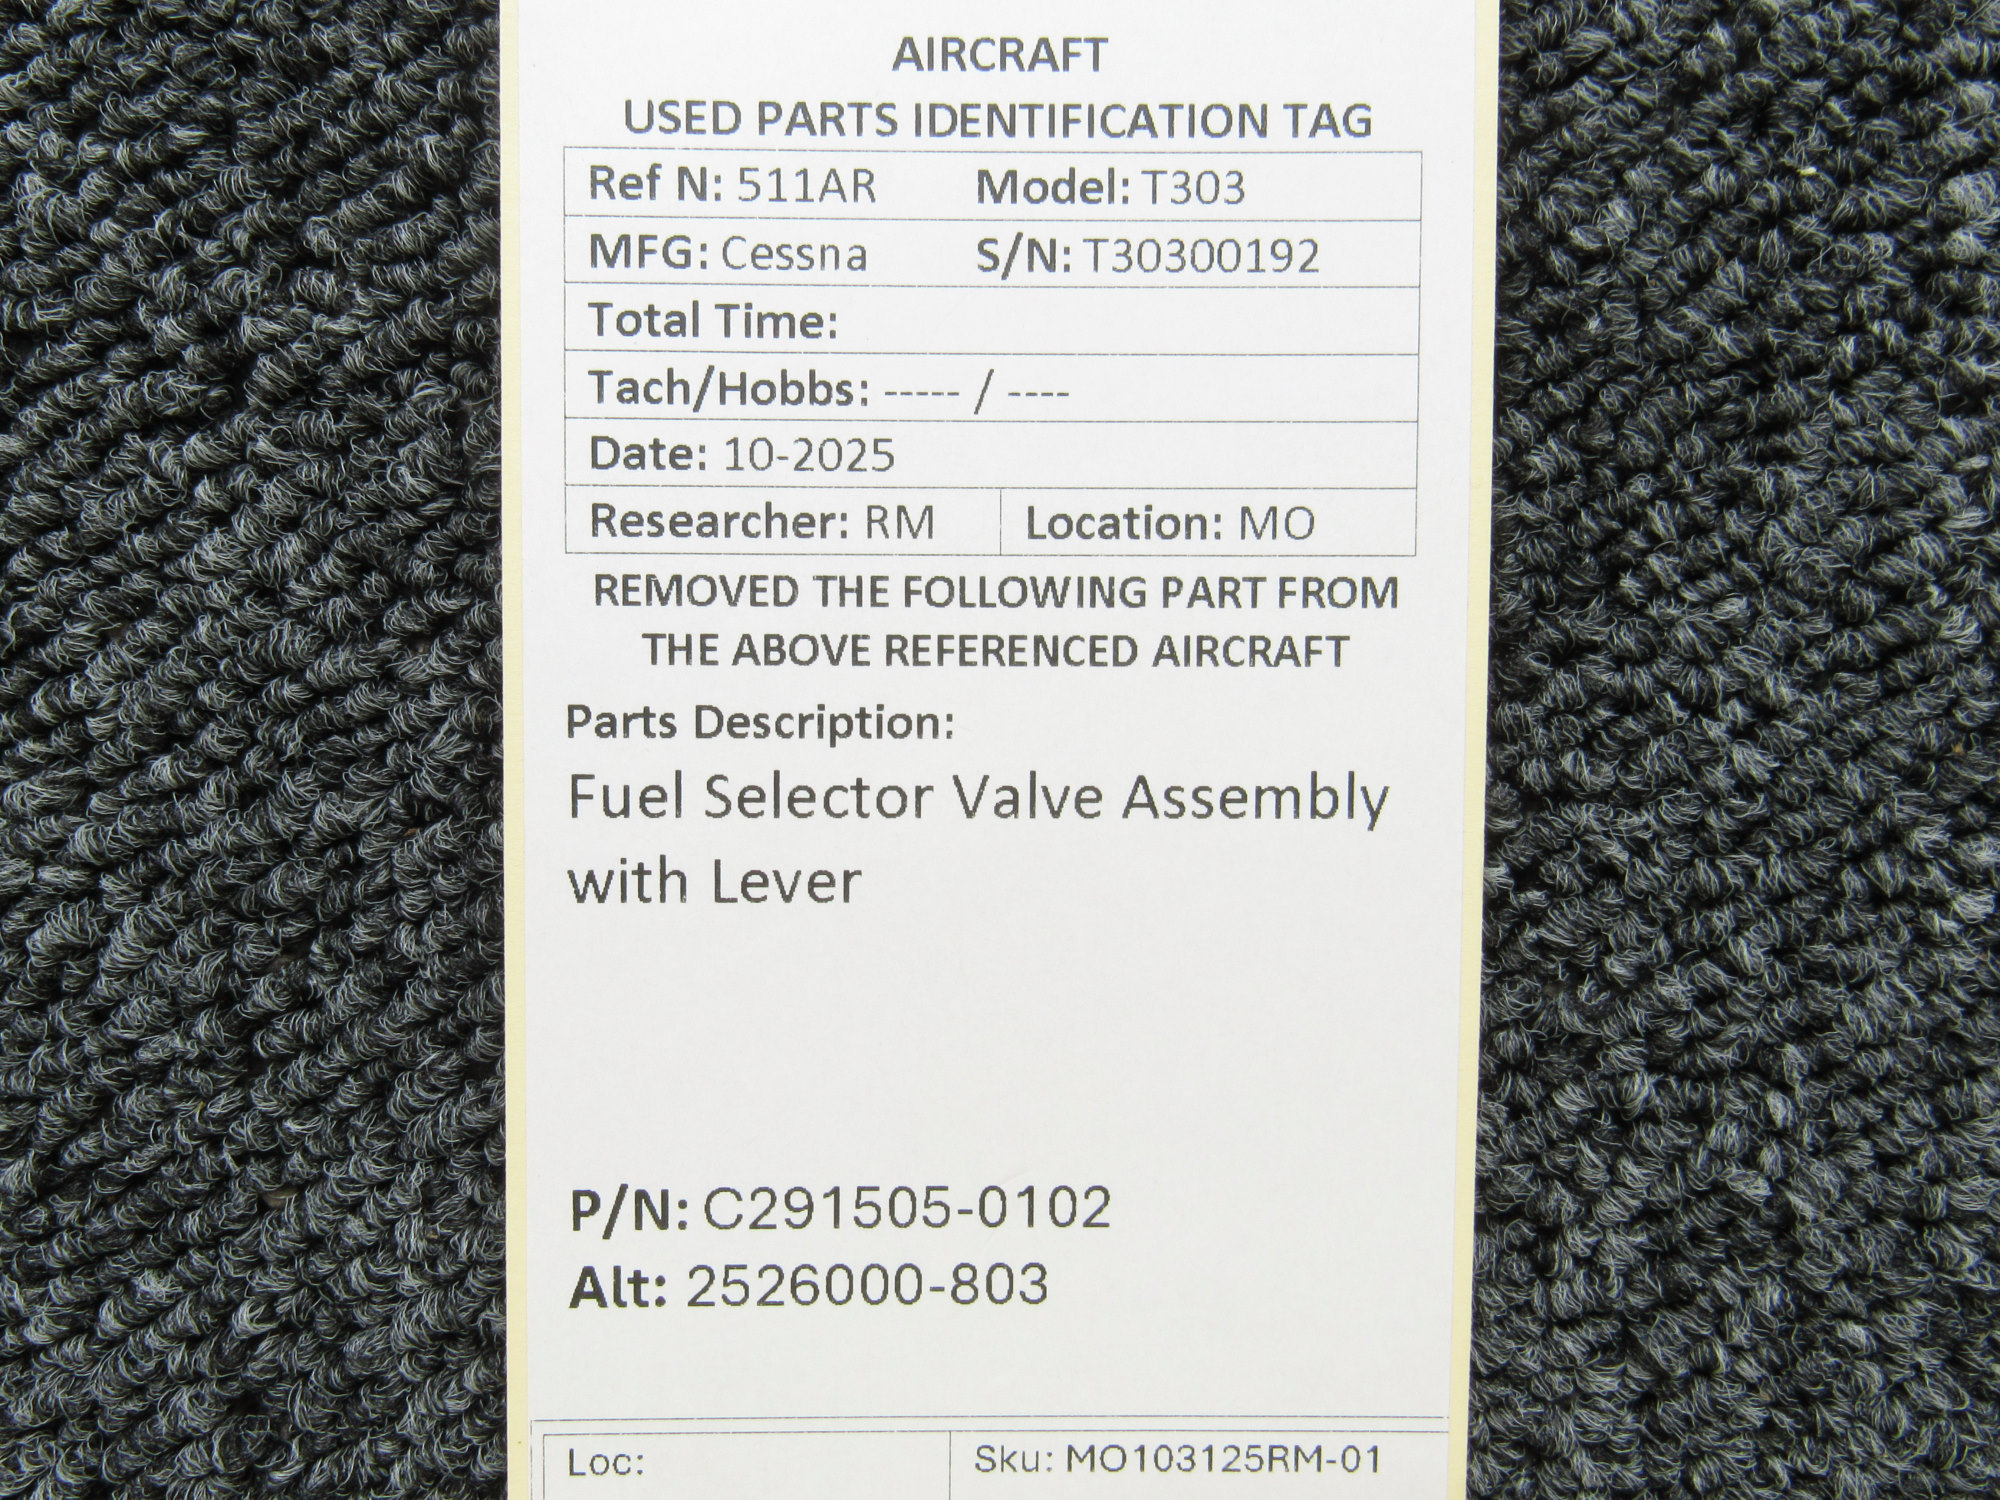 AIRCRAFT
USED PARTS IDENTIFICATION TAG
Ref N: 511AR Model: T303
MFG: Cessna S/N: T30300192
Total Time:
Tach/Hobbs: ----- / ----
Date: 10-2025
Researcher: RM Location: MO
REMOVED THE FOLLOWING PART FROM
THE ABOVE REFERENCED AIRCRAFT
Parts Description:
Fuel Selector Valve Assembly
with Lever
P/N: C291505-0102
Alt: 2526000-803
Loc: Sku: MO103125RM-01